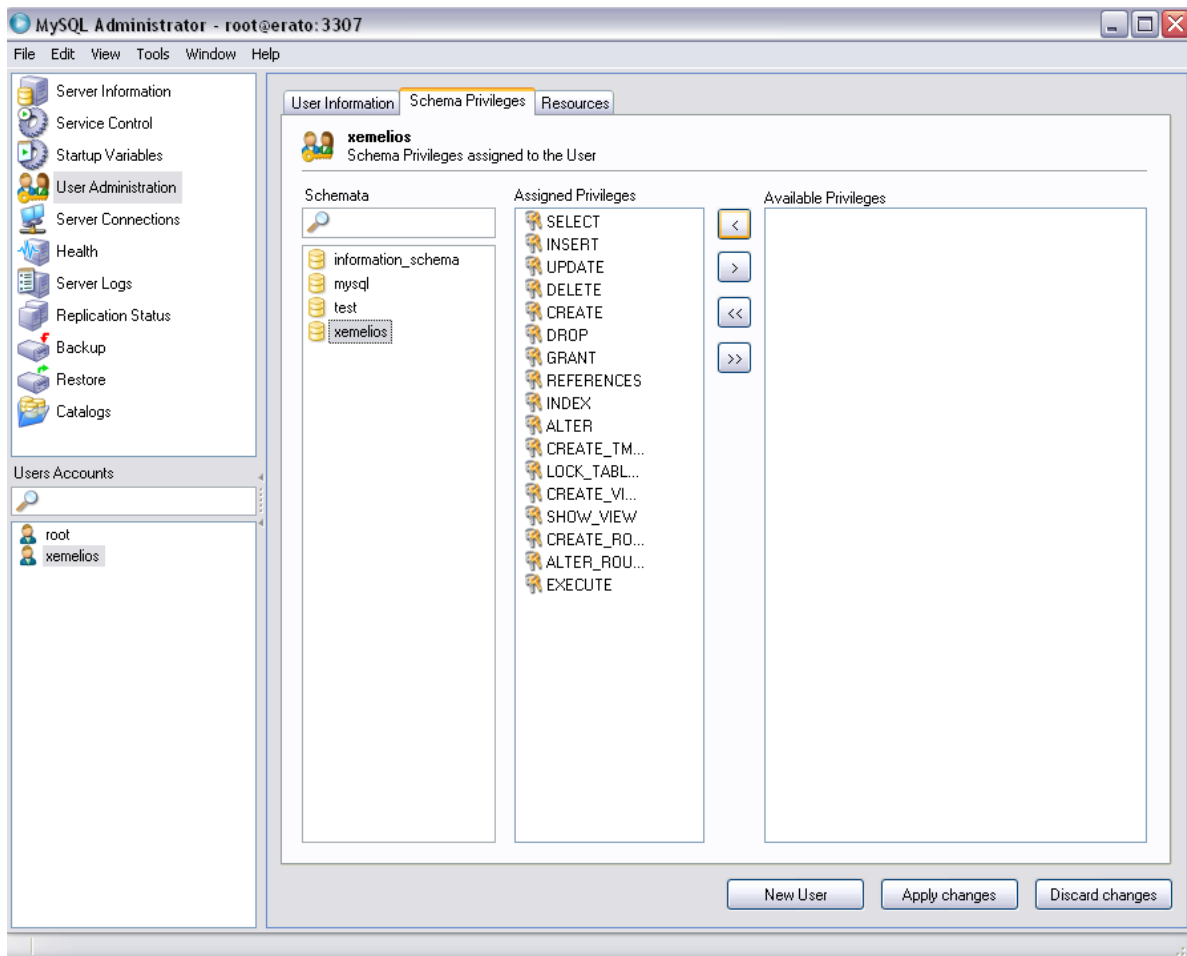 MySQL Administrator - root@erato:3307
File Edit View Tools Window Help
Server Information
Service Control
Startup Variables
User Administration
Server Connections
Health
Server Logs
Replication Status
Backup
Restore
Catalogs
Users Accounts
root
xemelios
User Information Schema Privileges Resources
xemelios
Schema Privileges assigned to the User
Schemata
information_schema
mysql
test
xemelios
Assigned Privileges
SELECT
INSERT
UPDATE
DELETE
CREATE
DROP
GRANT
REFERENCES
INDEX
ALTER
CREATE_TM...
LOCK_TABL...
CREATE_VI...
SHOW_VIEW
CREATE_RO...
ALTER_ROU...
EXECUTE
<
>
<<
>>
Available Privileges
New User Apply changes Discard changes